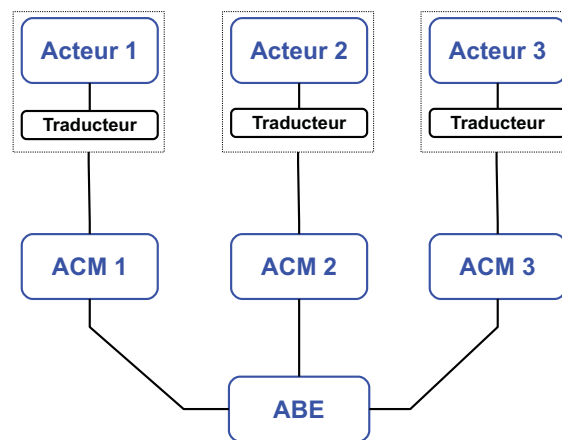 Acteur 1
Acteur 2
Acteur 3
Traducteur
Traducteur
Traducteur
ACM 1
ACM 2
ACM 3
ABE